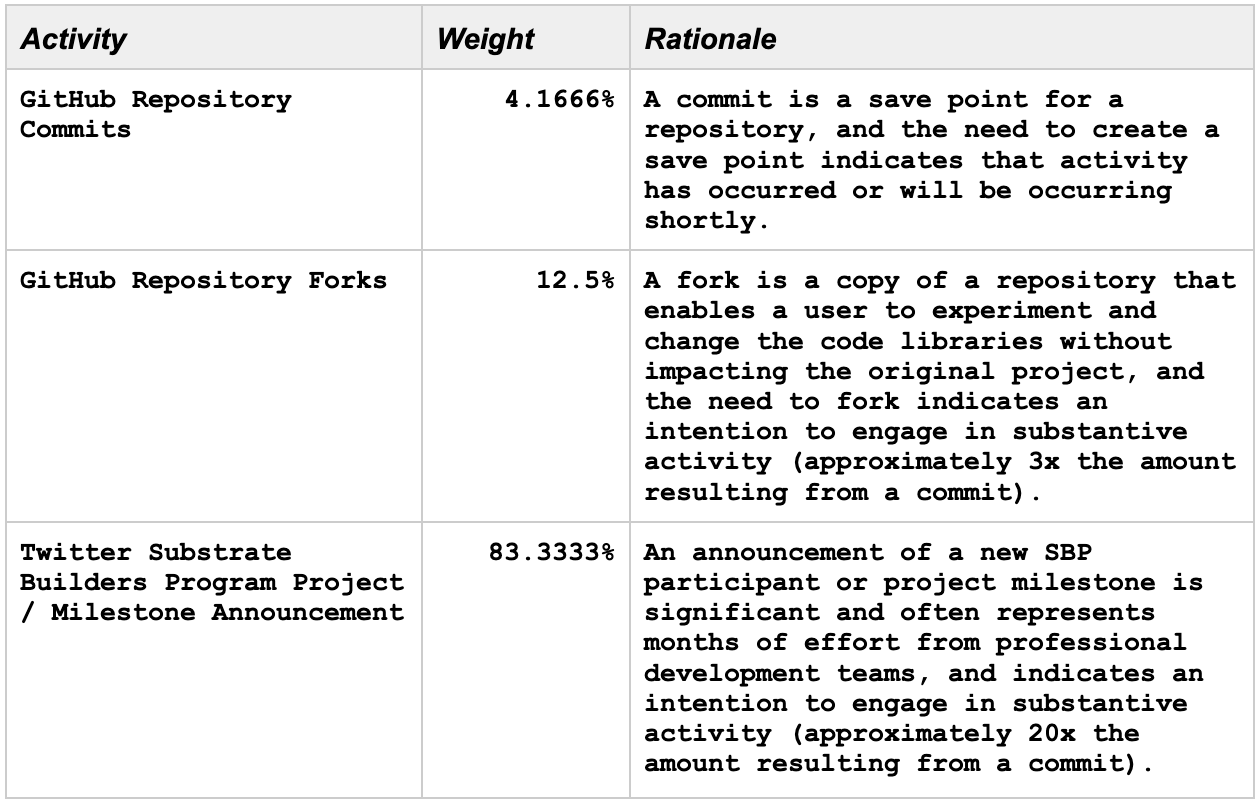 Activity
Weight
Rationale
GitHub Repository
Commits
4.1666%
A commit is a save point for a
repository, and the need to create a
save point indicates that activity
has occurred or will be occurring
shortly.
GitHub Repository Forks
12.5%
A fork is a copy of a repository that
enables a user to experiment and
change the code libraries without
impacting the original project, and
the need to fork indicates an
intention to engage in substantive
activity (approximately 3x the amount
resulting from a commit).
Twitter Substrate
Builders Program Project
/ Milestone Announcement
83.3333%
An announcement of a new SBP
participant or project milestone is
significant and often represents
months of effort from professional
development teams, and indicates an
intention to engage in substantive
activity (approximately 20x the
amount resulting from a commit).